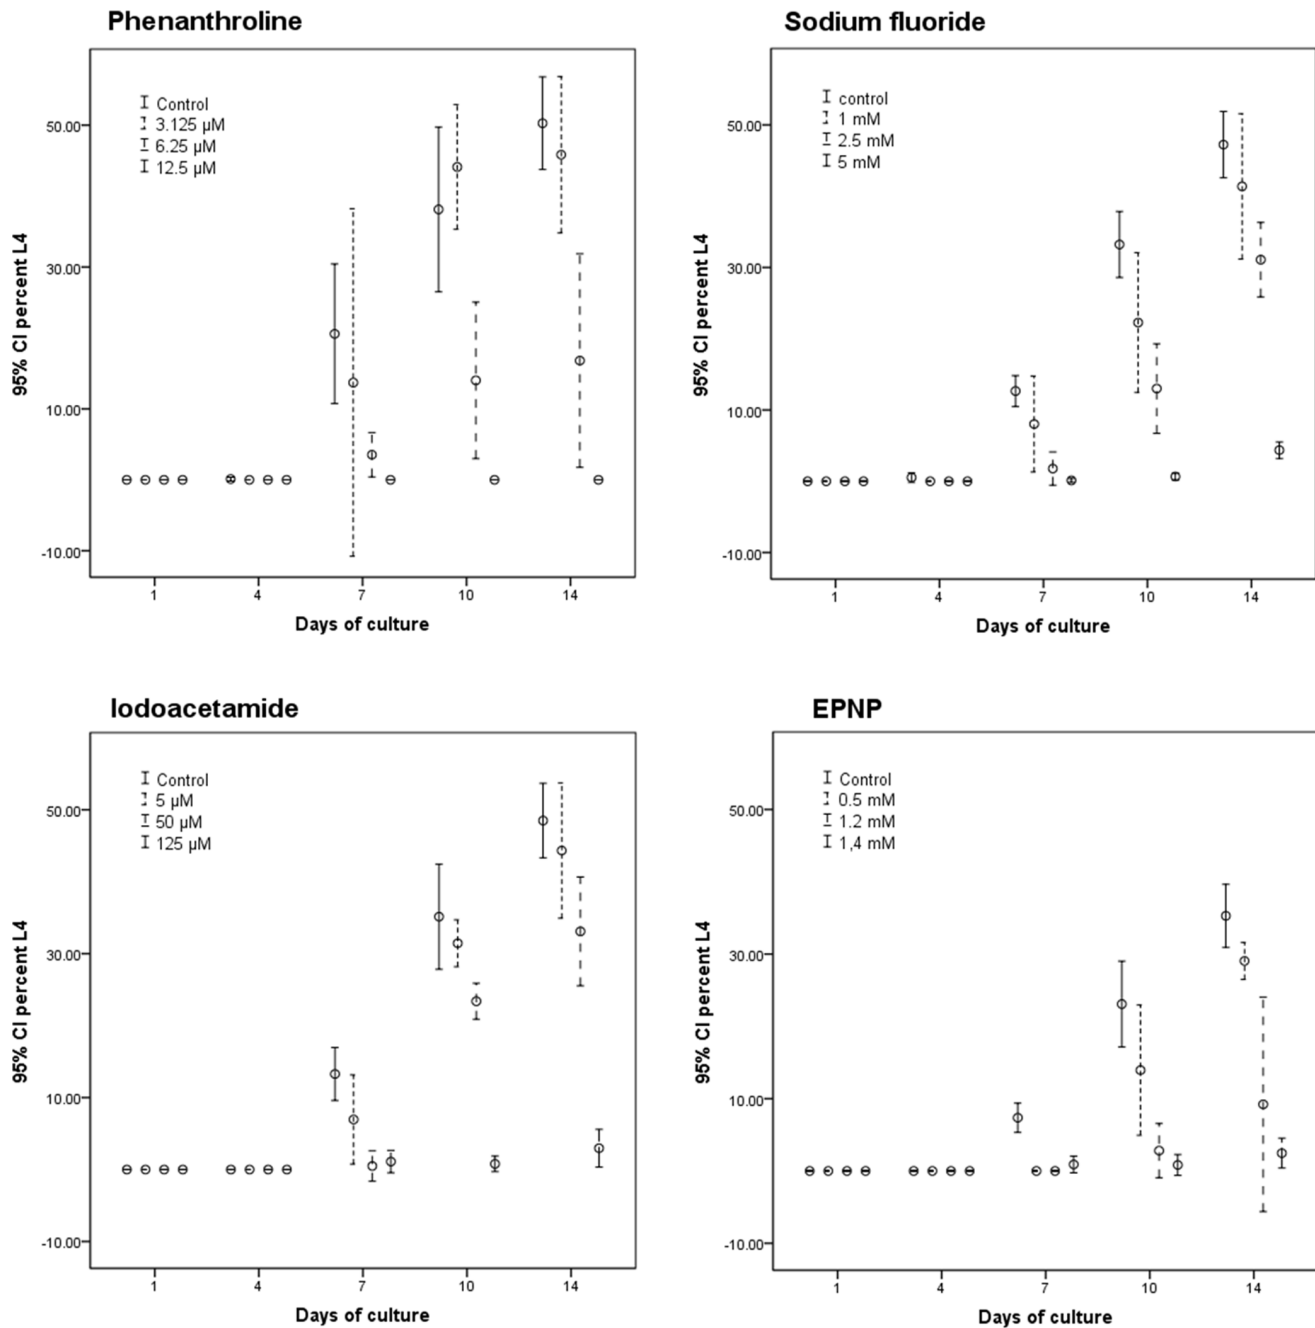 Phenanthroline
Control
3.125 µM
6.25 µM
12.5 µM
50.00
30.00
10.00
-10.00
95% CI percent L4
1 4 7 10 14
Days of culture
Sodium fluoride
control
1 mM
2.5 mM
5 mM
50.00
30.00
10.00
-10.00
95% CI percent L4
1 4 7 10 14
Days of culture
Iodoacetamide
Control
5 µM
50 µM
125 µM
50.00
30.00
10.00
-10.00
95% CI percent L4
1 4 7 10 14
Days of culture
EPNP
Control
0.5 mM
1.2 mM
1,4 mM
50.00
30.00
10.00
-10.00
95% CI percent L4
1 4 7 10 14
Days of culture